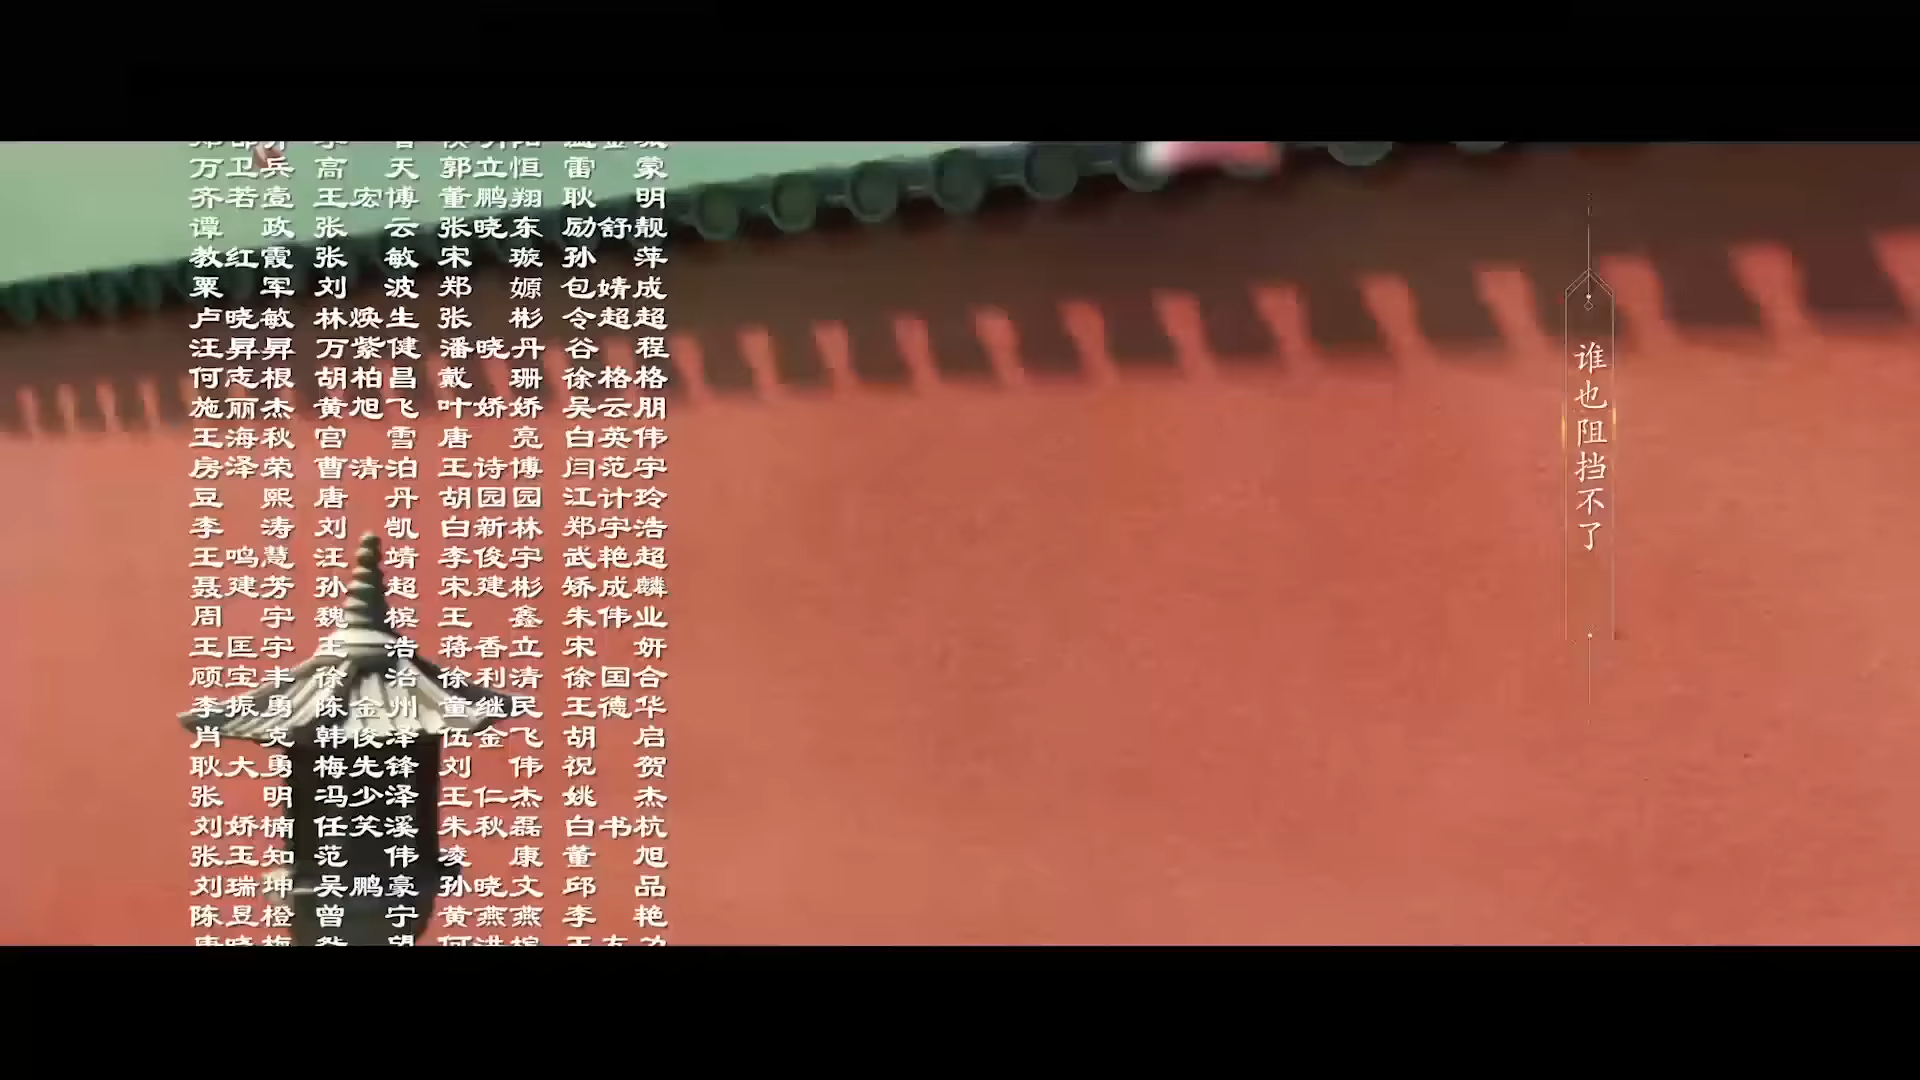 万卫兵 高天 郭立恒 雷蒙
齐若壹 王宏博 董鹏翔 耿明
谭政 张云 张晓东 励舒靓
教红霞 张敏 宋璇 孙萍
粟军 刘波 郑嫄 包婧成
卢晓敏 林焕生 张彬 令超超
汪昇昇 万紫健 潘晓丹 谷程
何志根 胡柏昌 戴珊 徐格格
施丽杰 黄旭飞 叶娇娇 吴云朋
王海秋 宫雪 唐亮 白英伟
房泽荣 曹清泊 王诗博 闫范宇
豆熙 唐丹 胡园园 江计玲
李涛 刘凯 白新林 郑宇浩
王鸣慧 汪靖 李俊宇 武艳超
聂建芳 孙超 宋建彬 矫成麟
周宇 魏槟 王鑫 朱伟业
王匡宇 王浩 蒋香立 宋妍
顾宝丰 徐治 徐利清 徐国合
李振勇 陈金州 童继民 王德华
肖克 韩俊泽 伍金飞 胡启
耿大勇 梅先锋 刘伟 祝贺
张明 冯少泽 王仁杰 姚杰
刘娇楠 任笑溪 朱秋磊 白书杭
张玉知 范伟 凌康 董旭
刘瑞坤 吴鹏豪 孙晓文 邱品
陈昱橙 曾宁 黄燕燕 李艳
谁也阻挡不了